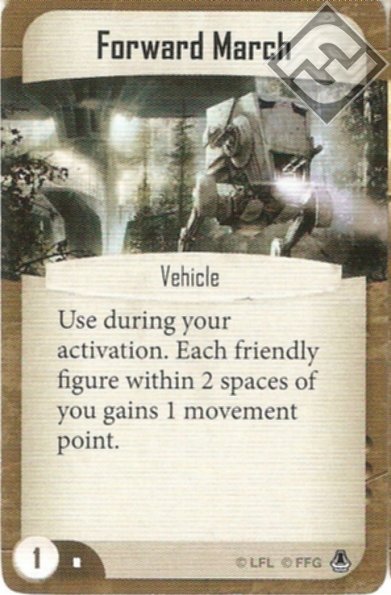 Forward March
Vehicle
Use during your
activation. Each friendly
figure within 2 spaces of
you gains 1 movement
point.
1
© LFL © FFG